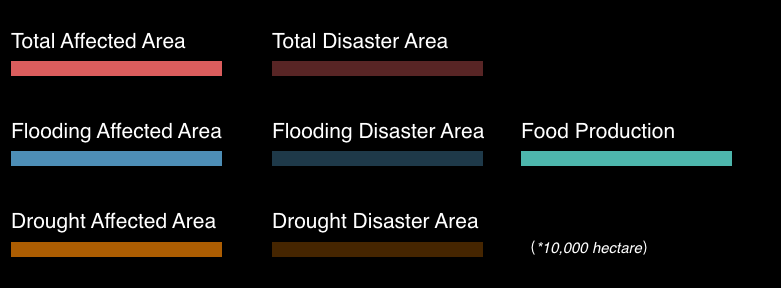 Total Affected Area
Total Disaster Area
Flooding Affected Area
Flooding Disaster Area
Food Production
Drought Affected Area
Drought Disaster Area
(*10,000 hectare)